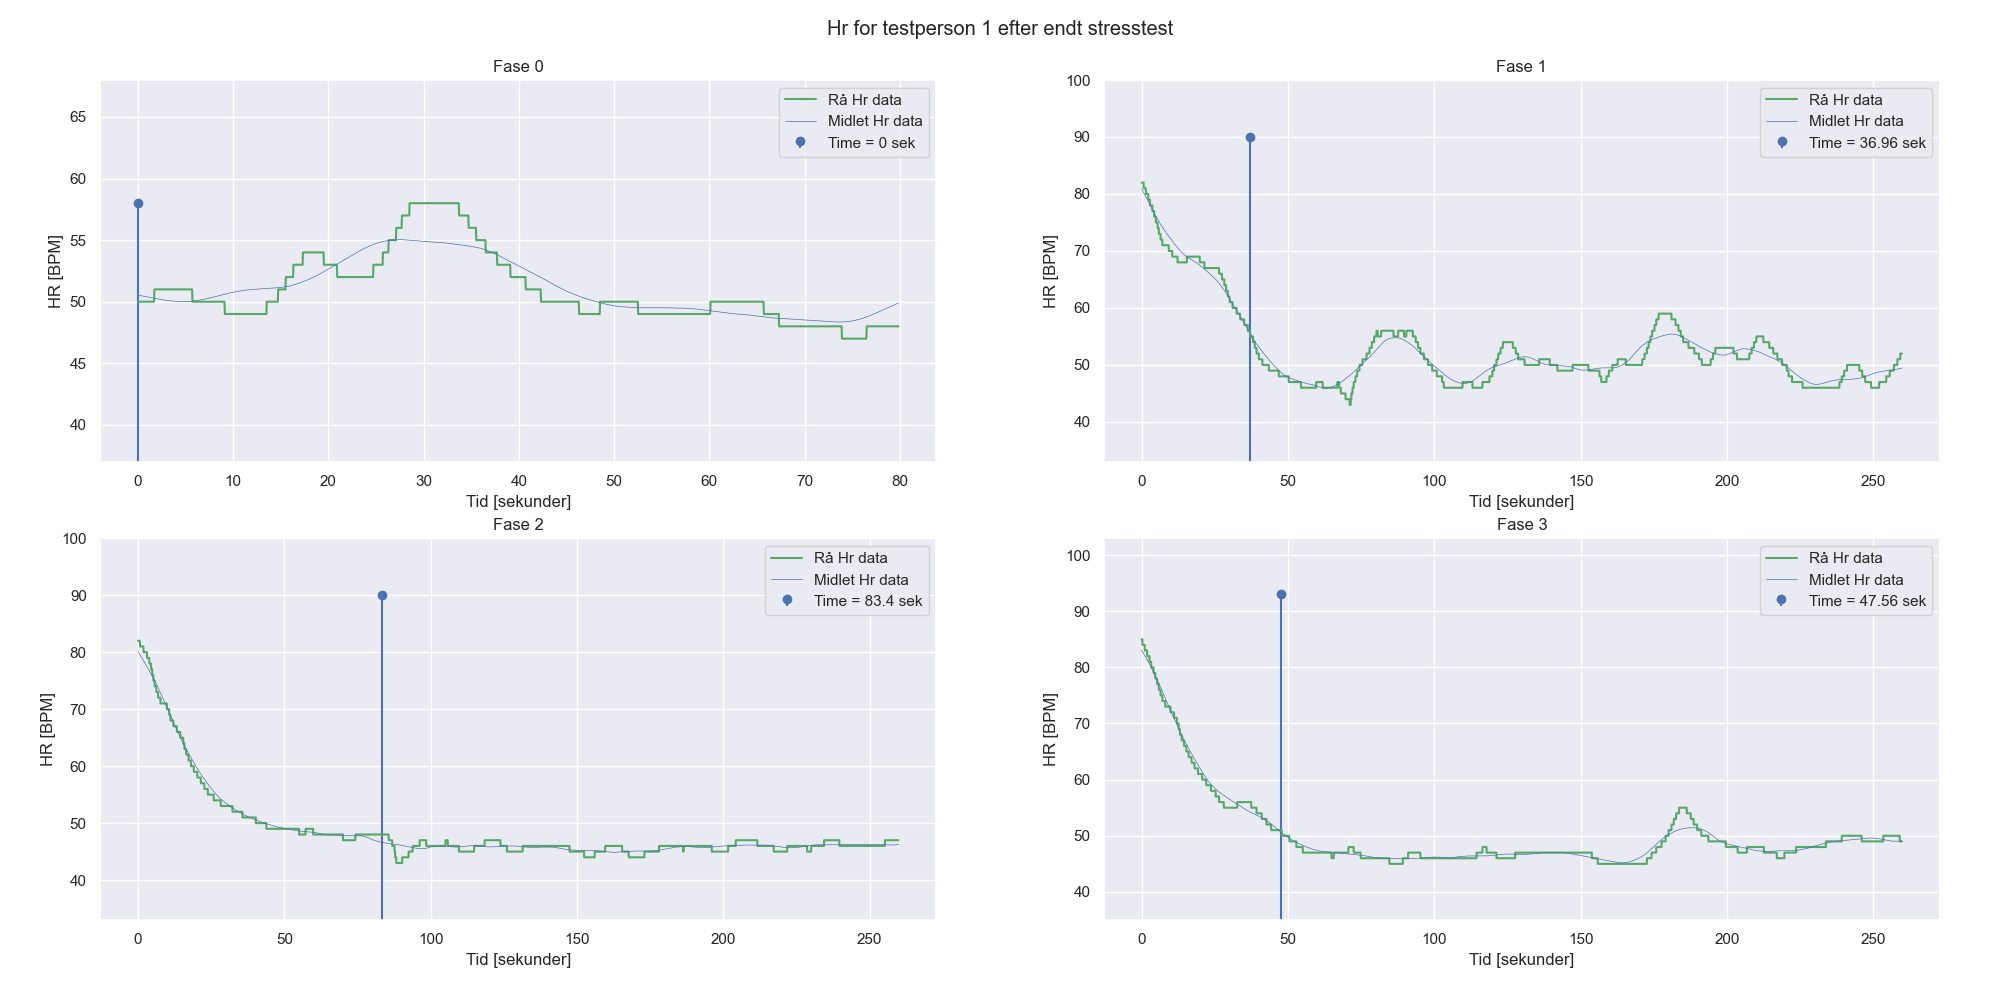 Hr for testperson 1 efter endt stresstest
Fase 0
Rå Hr data
Midlet Hr data
Time = 0 sek
HR [BPM]
65
60
55
50
45
40
0 10 20 30 40 50 60 70 80
Tid [sekunder]
Fase 1
Rå Hr data
Midlet Hr data
Time = 36.96 sek
HR [BPM]
100
90
80
70
60
50
40
0 50 100 150 200 250
Tid [sekunder]
Fase 2
Rå Hr data
Midlet Hr data
Time = 83.4 sek
HR [BPM]
100
90
80
70
60
50
40
0 50 100 150 200 250
Tid [sekunder]
Fase 3
Rå Hr data
Midlet Hr data
Time = 47.56 sek
HR [BPM]
100
90
80
70
60
50
40
0 50 100 150 200 250
Tid [sekunder]